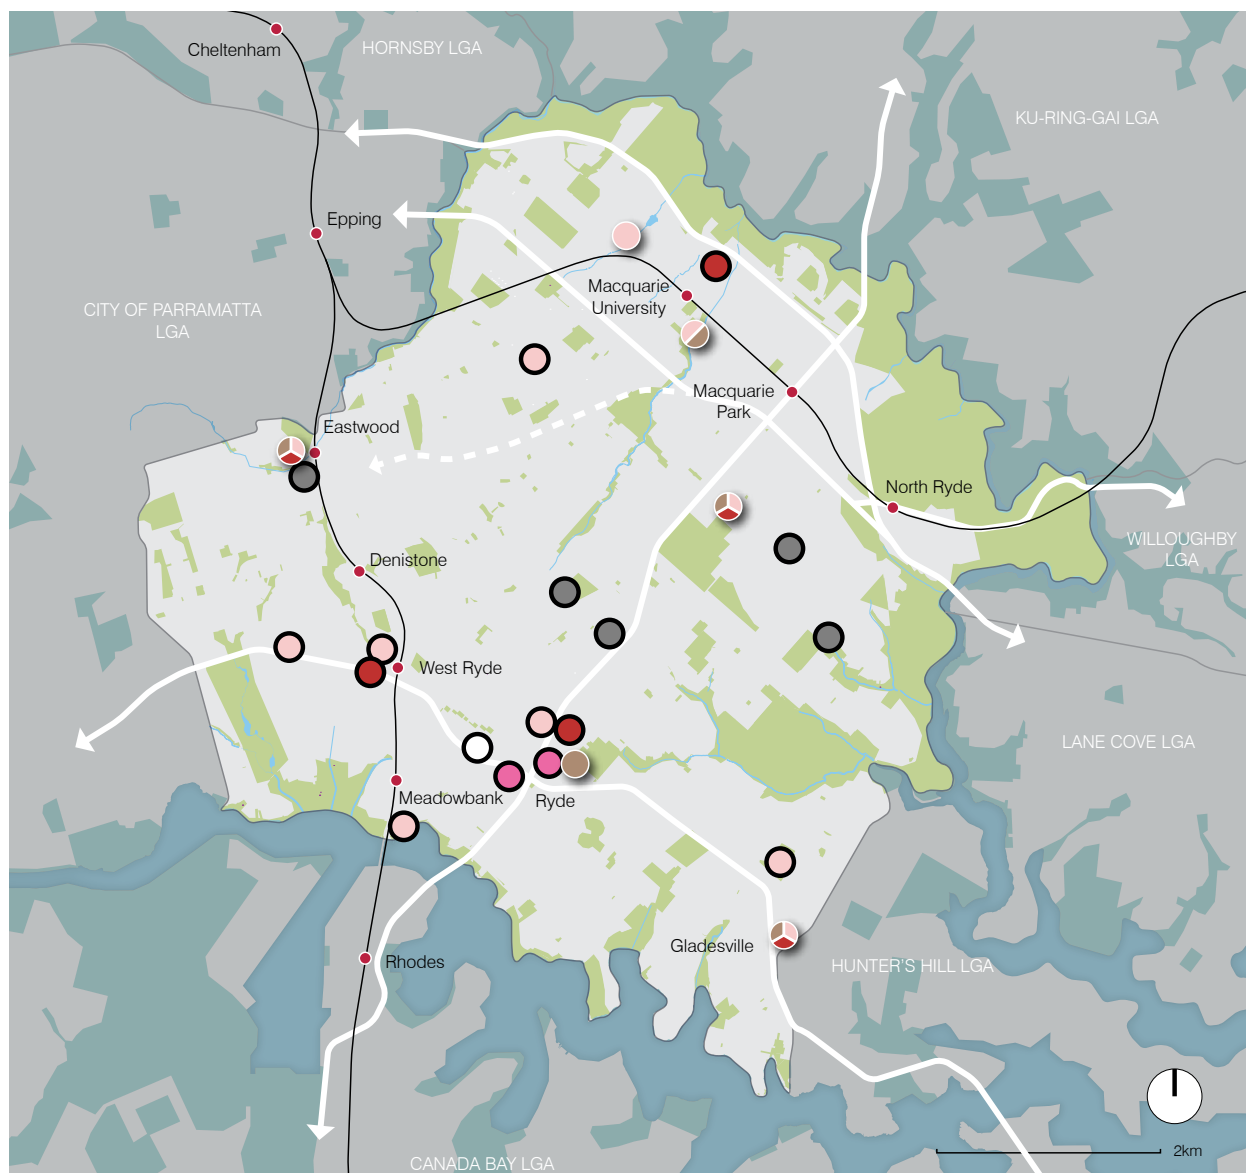 Cheltenham
HORNSBY LGA
KU-RING-GAI LGA
Epping
CITY OF PARRAMATTA
LGA
Macquarie
University
Macquarie
Park
Eastwood
North Ryde
WILLOUGHBY
LGA
Denistone
West Ryde
LANE COVE LGA
Meadowbank
Ryde
Gladesville
Rhodes
HUNTER'S HILL LGA
2km
CANADA BAY LGA